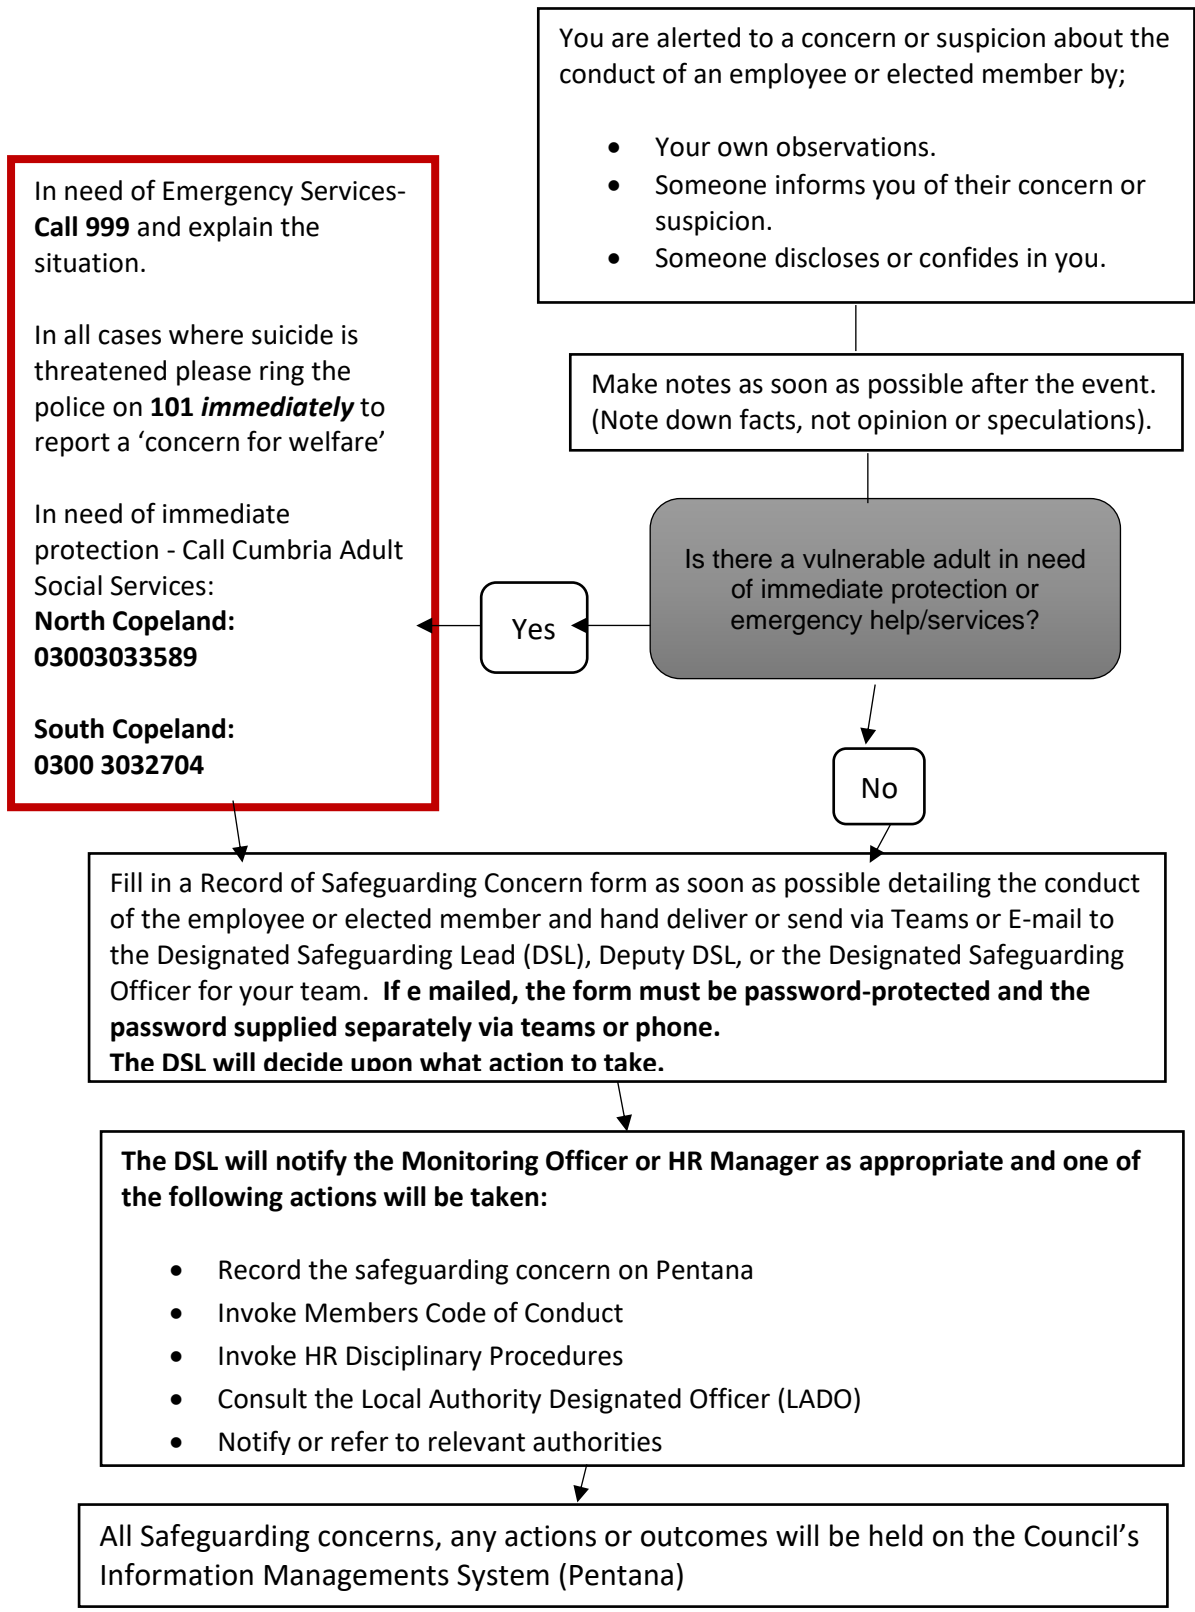 You are alerted to a concern or suspicion about the
conduct of an employee or elected member by;
• Your own observations.
• Someone informs you of their concern or
suspicion.
• Someone discloses or confides in you.
Make notes as soon as possible after the event.
(Note down facts, not opinion or speculations).
Is there a vulnerable adult in need
of immediate protection or
emergency help/services?
Yes
In need of Emergency Services-
Call 999 and explain the
situation.
In all cases where suicide is
threatened please ring the
police on 101 immediately to
report a ‘concern for welfare’
In need of immediate
protection - Call Cumbria Adult
Social Services:
North Copeland:
03003033589
South Copeland:
0300 3032704
No
Fill in a Record of Safeguarding Concern form as soon as possible detailing the conduct
of the employee or elected member and hand deliver or send via Teams or E-mail to
the Designated Safeguarding Lead (DSL), Deputy DSL, or the Designated Safeguarding
Officer for your team.  If e mailed, the form must be password-protected and the
password supplied separately via teams or phone.
The DSL will decide upon what action to take.
The DSL will notify the Monitoring Officer or HR Manager as appropriate and one of
the following actions will be taken:
• Record the safeguarding concern on Pentana
• Invoke Members Code of Conduct
• Invoke HR Disciplinary Procedures
• Consult the Local Authority Designated Officer (LADO)
• Notify or refer to relevant authorities
All Safeguarding concerns, any actions or outcomes will be held on the Council’s
Information Managements System (Pentana)